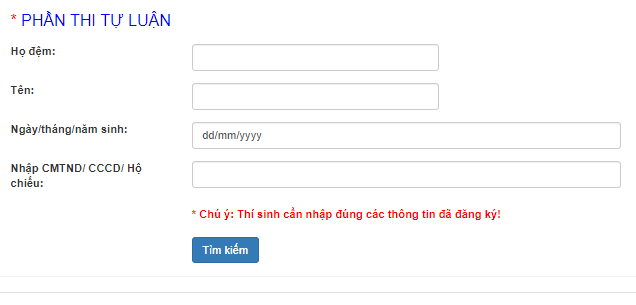 * PHẦN THI TỰ LUẬN
Họ đệm:
Tên:
Ngày/tháng/năm sinh:
dd/mm/yyyy
Nhập CMTND/ CCCD/ Hộ
chiếu:
* Chú ý: Thí sinh cần nhập đúng các thông tin đã đăng ký!
Tìm kiếm